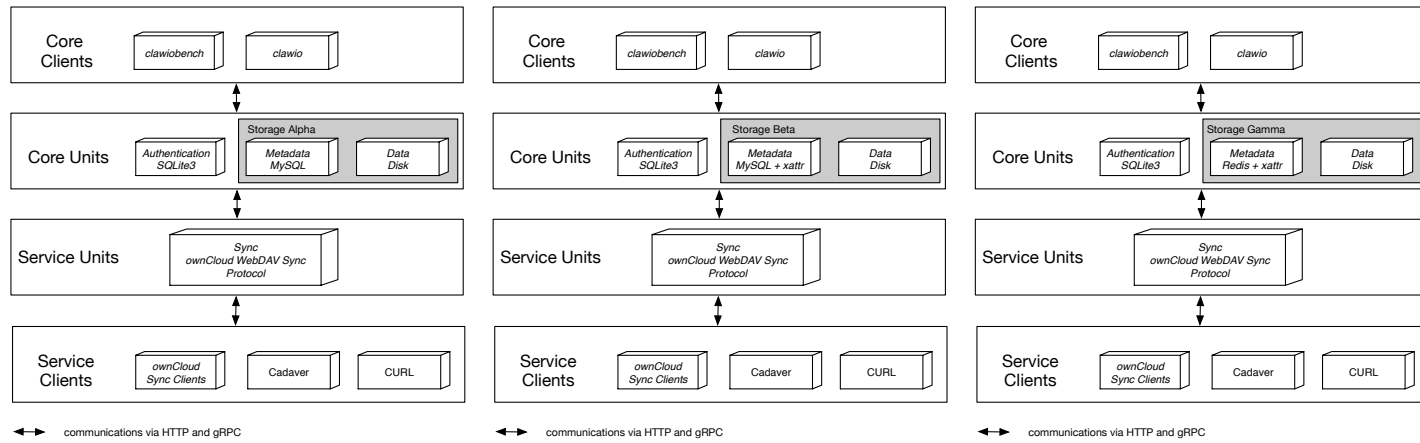 Core
Clients
clawiobench
clawio
Core Units
Authentication
SQLite3
Storage Alpha
Metadata
MySQL
Data
Disk
Service Units
Sync
ownCloud WebDAV Sync
Protocol
Service
Clients
ownCloud
Sync Clients
Cadaver
CURL
communications via HTTP and gRPC
Core
Clients
clawiobench
clawio
Core Units
Authentication
SQLite3
Storage Beta
Metadata
MySQL + xattr
Data
Disk
Service Units
Sync
ownCloud WebDAV Sync
Protocol
Service
Clients
ownCloud
Sync Clients
Cadaver
CURL
communications via HTTP and gRPC
Core
Clients
clawiobench
clawio
Core Units
Authentication
SQLite3
Storage Gamma
Metadata
Redis + xattr
Data
Disk
Service Units
Sync
ownCloud WebDAV Sync
Protocol
Service
Clients
ownCloud
Sync Clients
Cadaver
CURL
communications via HTTP and gRPC